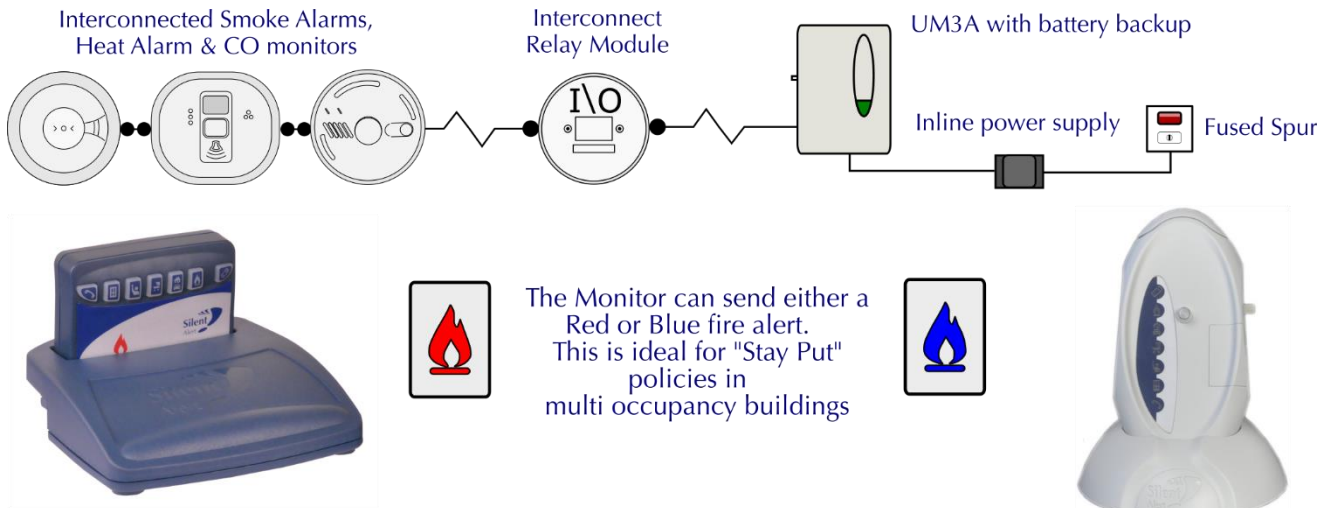 Interconnected Smoke Alarms,
Heat Alarm & CO monitors
Interconnect
Relay Module
UM3A with battery backup
I\O
Inline power supply
Fused Spur
The Monitor can send either a
Red or Blue fire alert.
This is ideal for "Stay Put"
policies in
multi occupancy buildings
Silent
Alert
Silent